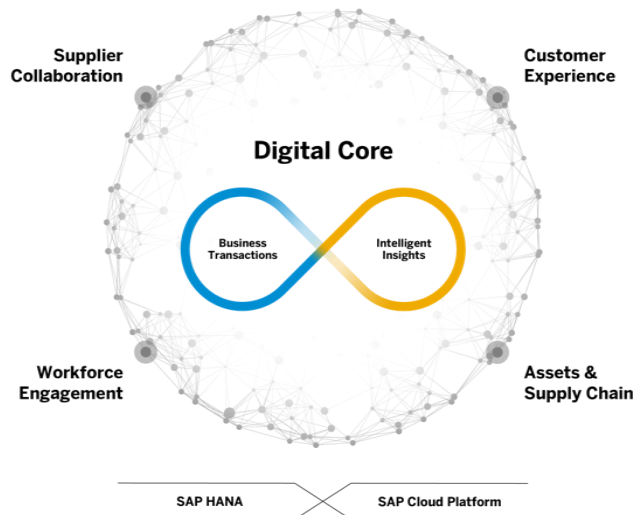 Supplier
Collaboration
Customer
Experience
Digital Core
Business
Transactions
Intelligent
Insights
Workforce
Engagement
Assets &
Supply Chain
SAP HANA
SAP Cloud Platform